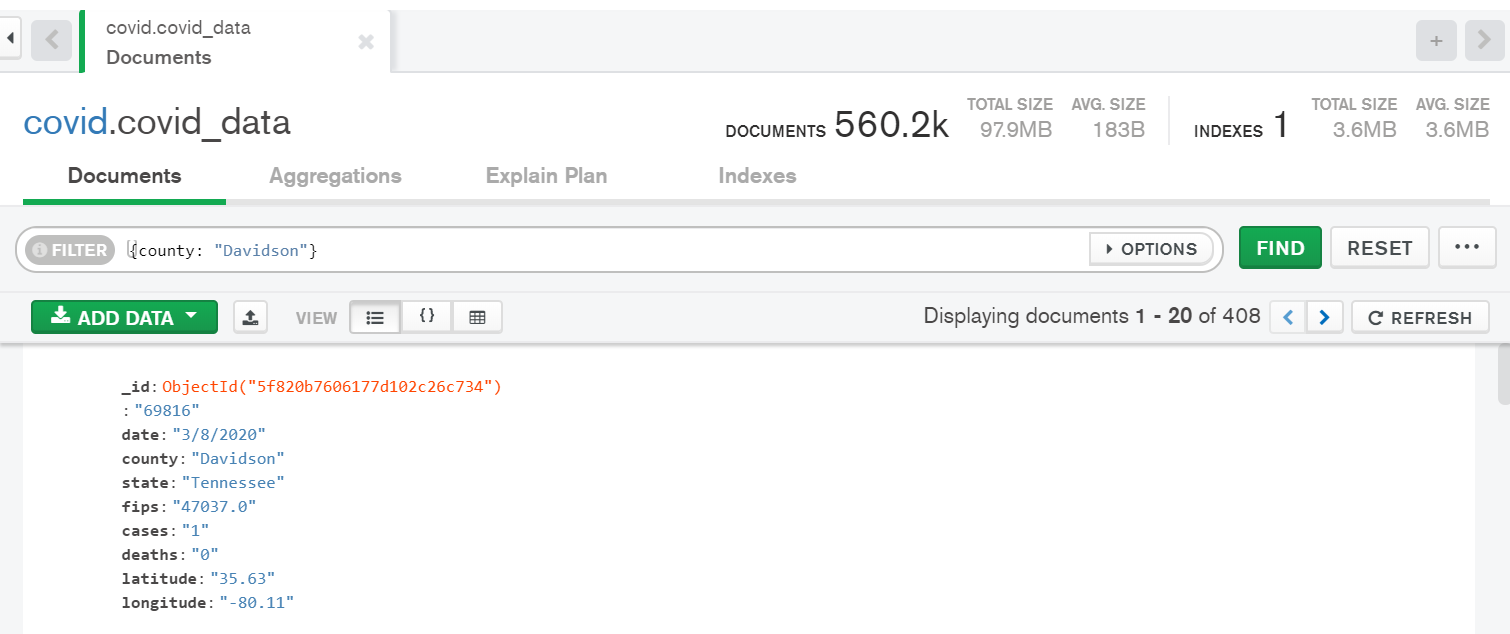 covid.covid_data
Documents
covid.covid_data
DOCUMENTS 560.2k TOTAL SIZE 97.9MB AVG. SIZE 183B INDEXES 1 TOTAL SIZE 3.6MB AVG. SIZE 3.6MB
Documents Aggregations Explain Plan Indexes
FILTER {county: "Davidson"} OPTIONS FIND RESET ...
ADD DATA VIEW {} Displaying documents 1 - 20 of 408 REFRESH
_id: ObjectId("5f820b7606177d102c26c734")
: "69816"
date: "3/8/2020"
county: "Davidson"
state: "Tennessee"
fips: "47037.0"
cases: "1"
deaths: "0"
latitude: "35.63"
longitude: "-80.11"